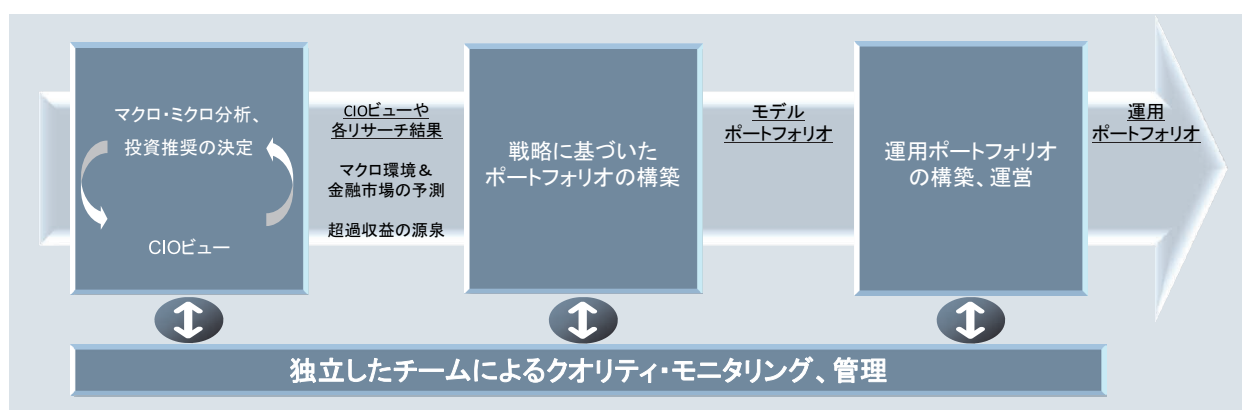 マクロ・ミクロ分析、
投資推奨の決定
CIOビュー
CIOビューや
各リサーチ結果
マクロ環境＆
金融市場の予測
超過収益の源泉
戦略に基づいた
ポートフォリオの構築
モデル
ポートフォリオ
運用ポートフォリオ
の構築、運営
運用
ポートフォリオ
独立したチームによるクオリティ・モニタリング、管理